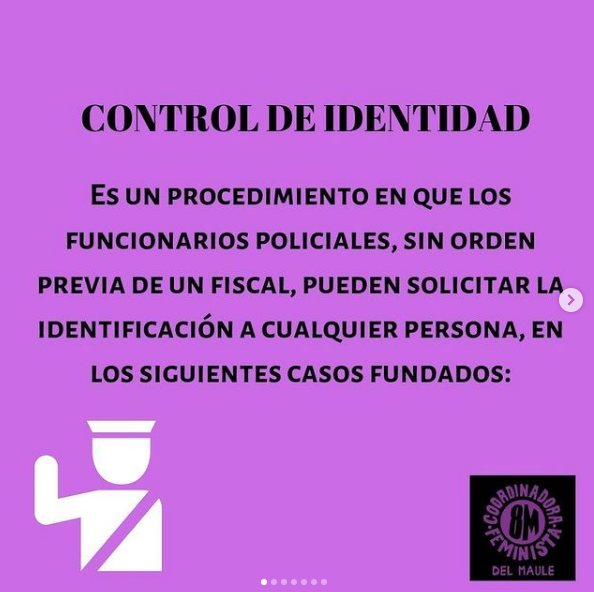 CONTROL DE IDENTIDAD
Es un procedimiento en que los
funcionarios policiales, sin orden
previa de un fiscal, pueden solicitar la
identificación a cualquier persona, en
los siguientes casos fundados:
COORDINADORA
8M
FEMINISTA
DEL MAULE